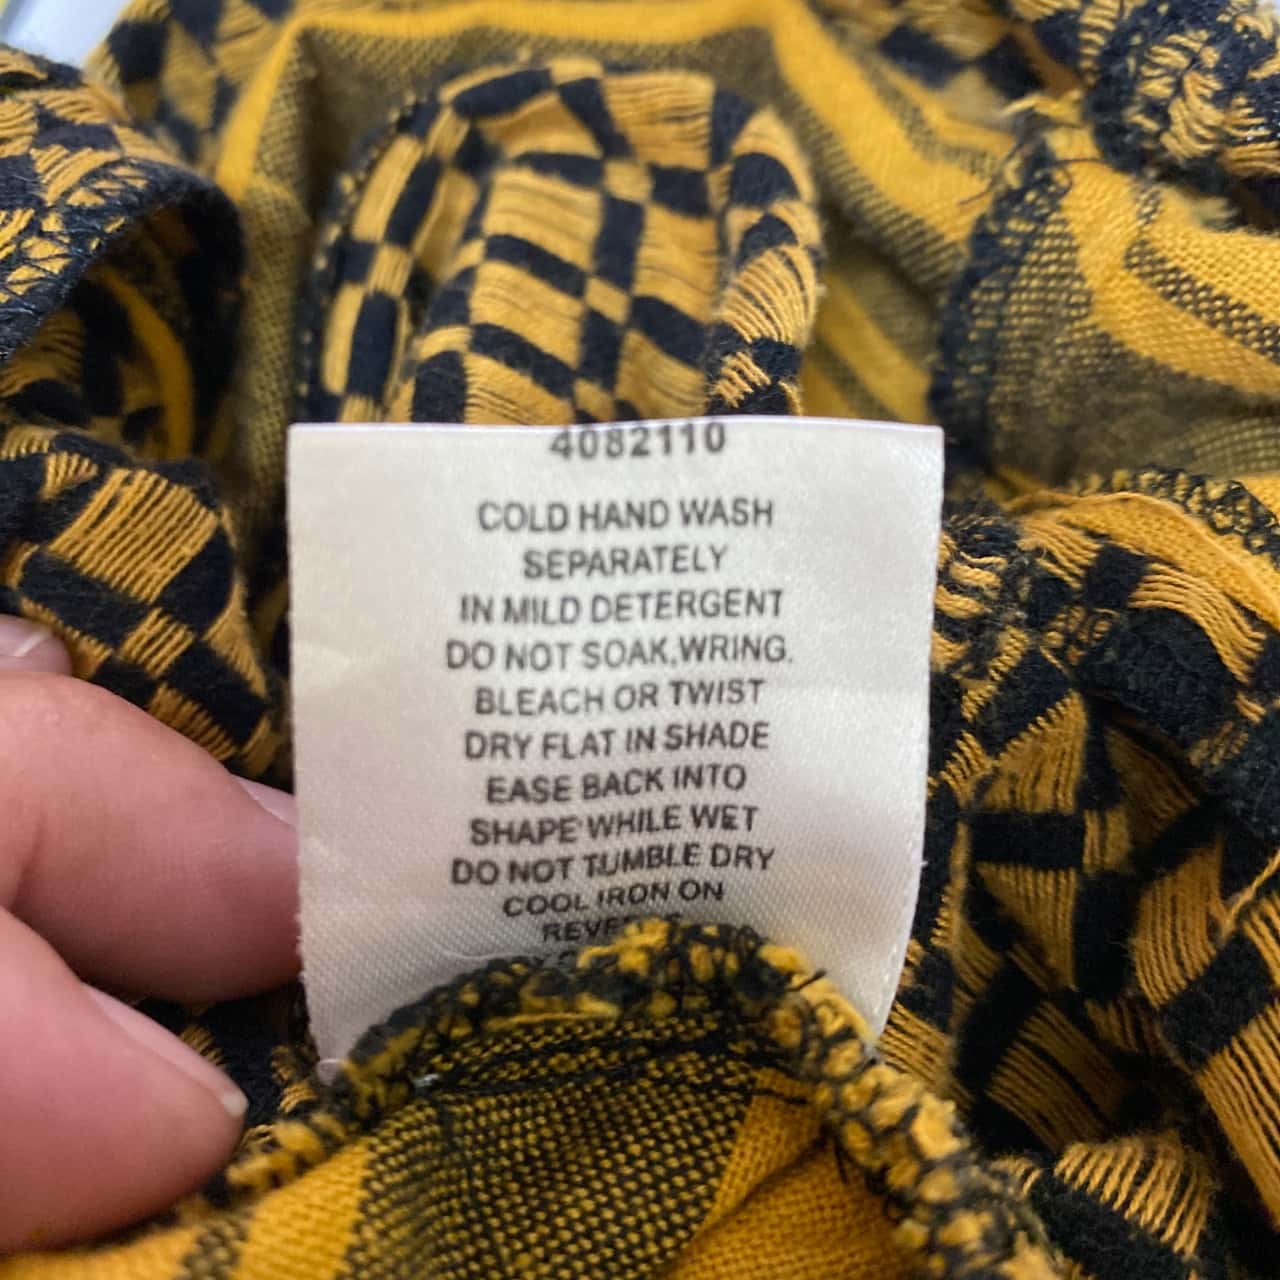 4082110
COLD HAND WASH
SEPARATELY
IN MILD DETERGENT
DO NOT SOAK,WRING.
BLEACH OR TWIST
DRY FLAT IN SHADE
EASE BACK INTO
SHAPE WHILE WET
DO NOT TUMBLE DRY
COOL IRON ON